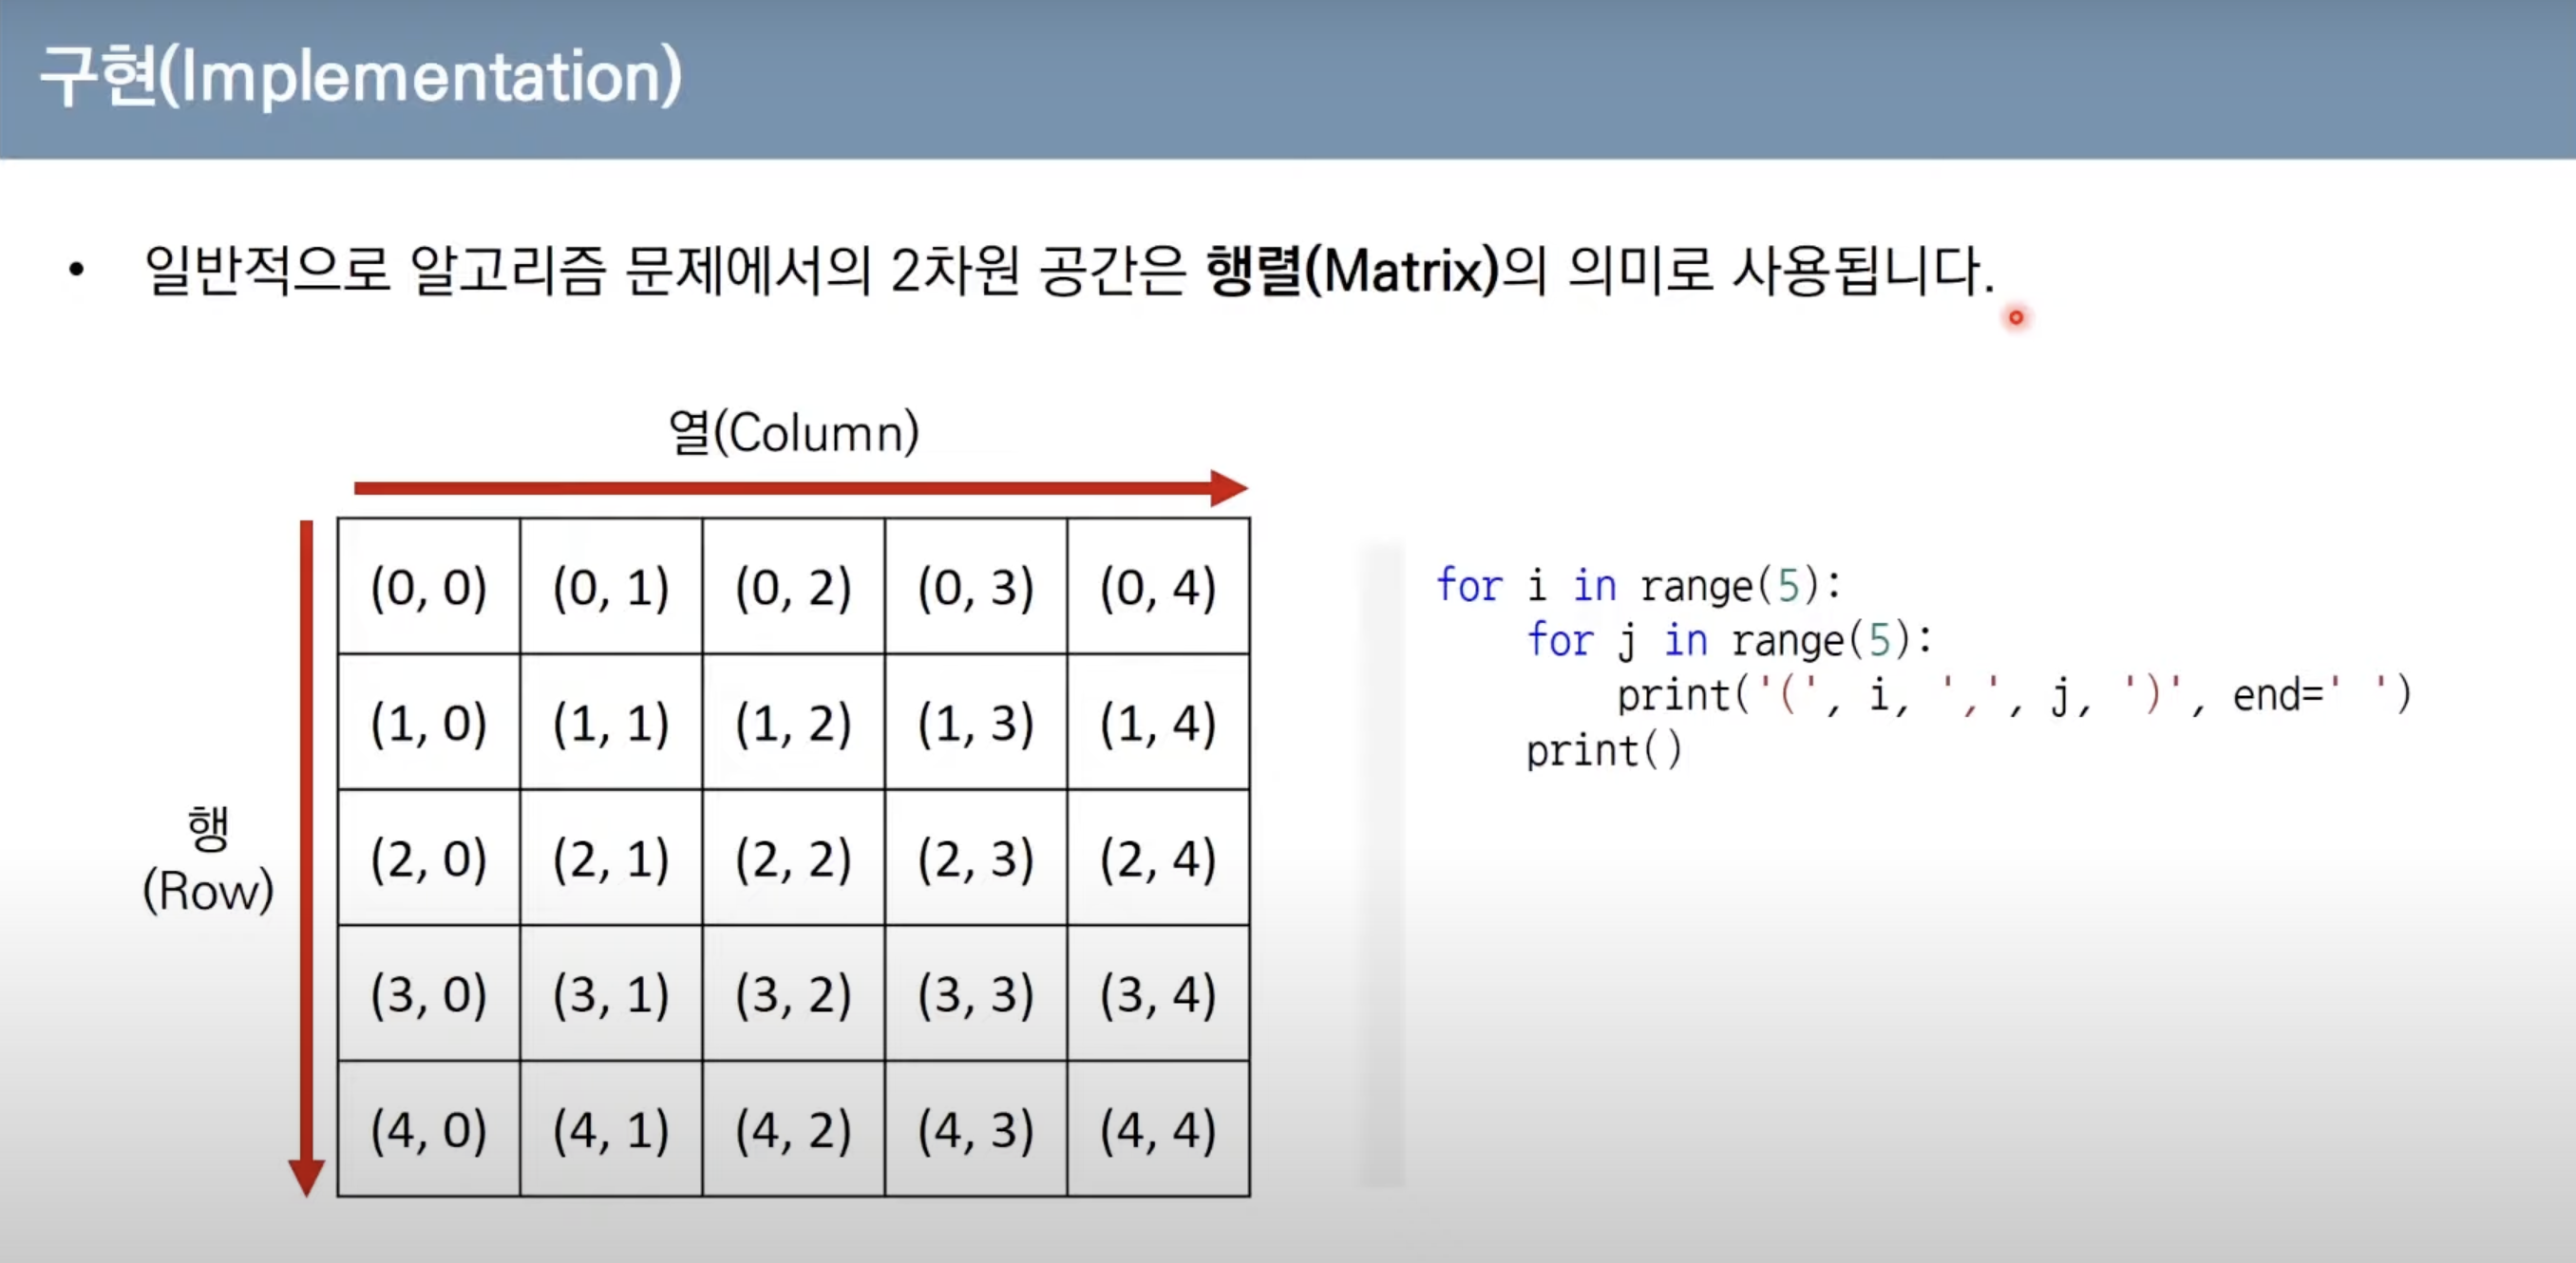 구현(Implementation)
• 일반적으로 알고리즘 문제에서의 2차원 공간은 행렬(Matrix)의 의미로 사용됩니다.
열(Column)
행
(Row)
(0, 0) (0, 1) (0, 2) (0, 3) (0, 4)
(1, 0) (1, 1) (1, 2) (1, 3) (1, 4)
(2, 0) (2, 1) (2, 2) (2, 3) (2, 4)
(3, 0) (3, 1) (3, 2) (3, 3) (3, 4)
(4, 0) (4, 1) (4, 2) (4, 3) (4, 4)
for i in range(5):
    for j in range(5):
        print('(', i, ',', j, ')', end=' ')
    print()